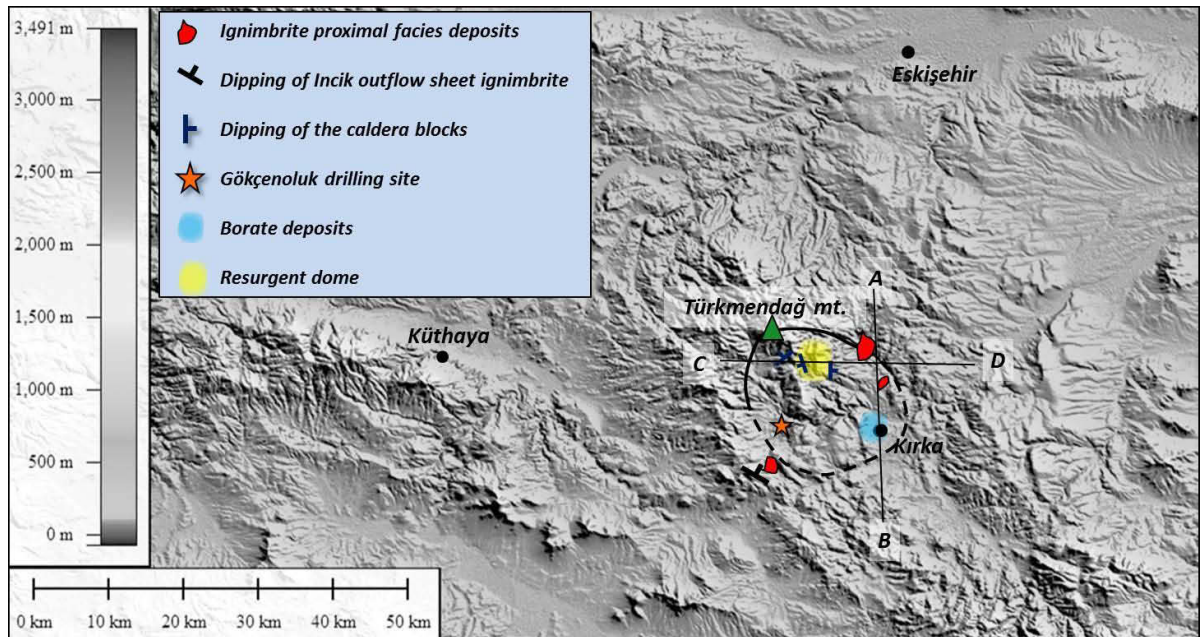 3,491 m
3,000 m
2,500 m
2,000 m
1,500 m
1,000 m
500 m
0 m
0 km 10 km 20 km 30 km 40 km 50 km
Ignimbrite proximal facies deposits
Dipping of Incik outflow sheet ignimbrite
Dipping of the caldera blocks
Gökçenoluk drilling site
Borate deposits
Resurgent dome
Eskişehir
A
Türkmendağ mt.
Küthaya
C
D
Kırka
B